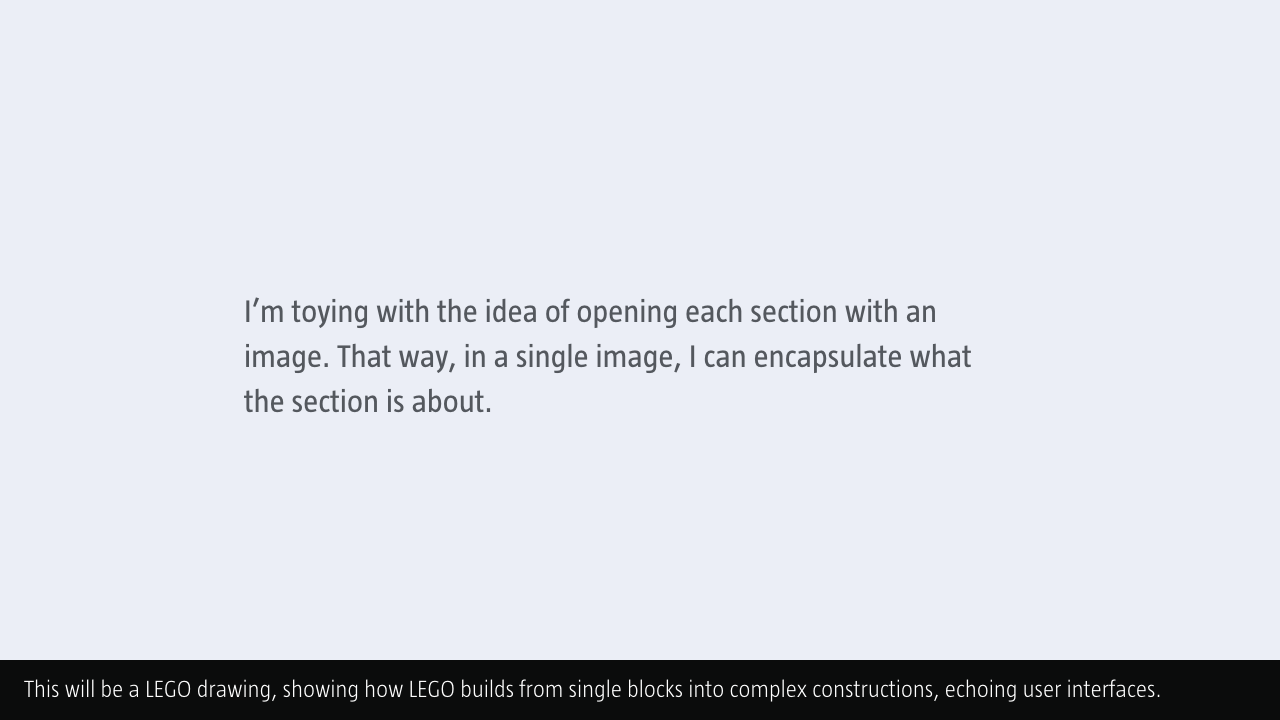 I’m toying with the idea of opening each section with an
image. That way, in a single image, I can encapsulate what
the section is about.
This will be a LEGO drawing, showing how LEGO builds from single blocks into complex constructions, echoing user interfaces.